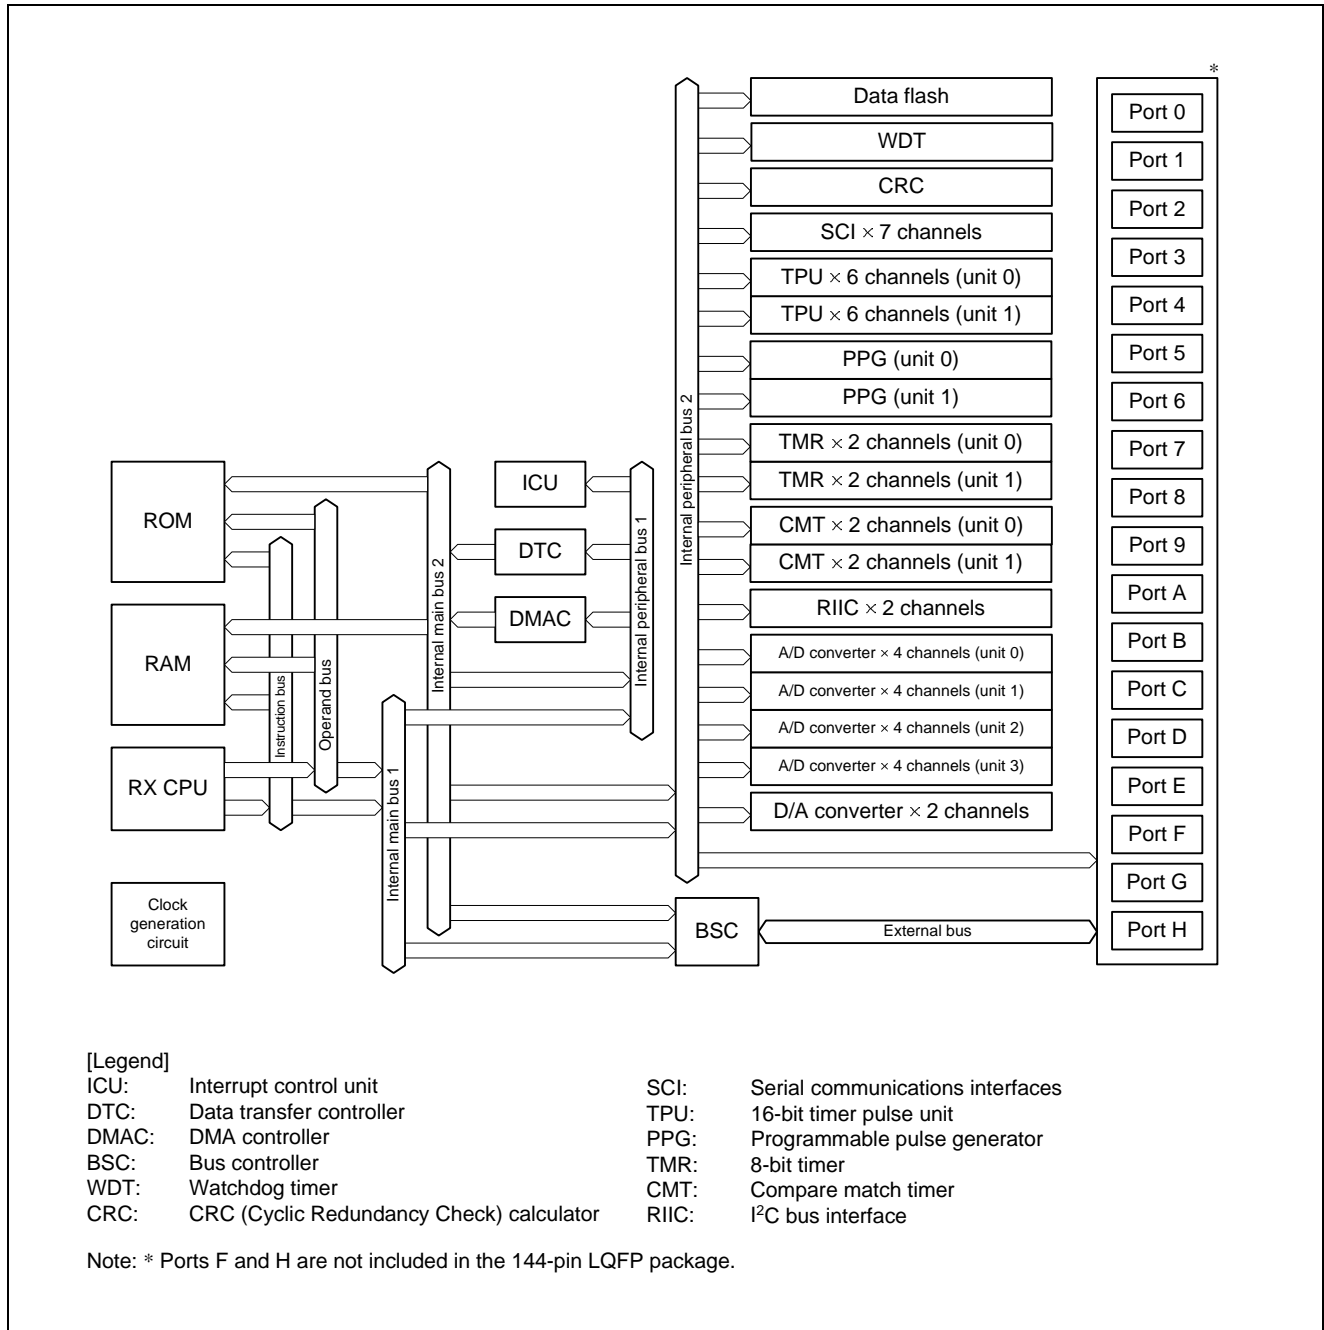 *
Data flash
WDT
CRC
SCI × 7 channels
TPU × 6 channels (unit 0)
TPU × 6 channels (unit 1)
PPG (unit 0)
PPG (unit 1)
TMR × 2 channels (unit 0)
TMR × 2 channels (unit 1)
CMT × 2 channels (unit 0)
CMT × 2 channels (unit 1)
RIIC × 2 channels
A/D converter × 4 channels (unit 0)
A/D converter × 4 channels (unit 1)
A/D converter × 4 channels (unit 2)
A/D converter × 4 channels (unit 3)
D/A converter × 2 channels
Port 0
Port 1
Port 2
Port 3
Port 4
Port 5
Port 6
Port 7
Port 8
Port 9
Port A
Port B
Port C
Port D
Port E
Port F
Port G
Port H
ROM
RAM
RX CPU
Clock
generation
circuit
Instruction bus
Operand bus
Internal main bus 1
Internal main bus 2
ICU
DTC
DMAC
Internal peripheral bus 1
Internal peripheral bus 2
BSC
External bus
[Legend]
ICU: Interrupt control unit
DTC: Data transfer controller
DMAC: DMA controller
BSC: Bus controller
WDT: Watchdog timer
CRC: CRC (Cyclic Redundancy Check) calculator
SCI: Serial communications interfaces
TPU: 16-bit timer pulse unit
PPG: Programmable pulse generator
TMR: 8-bit timer
CMT: Compare match timer
RIIC: I²C bus interface
Note: * Ports F and H are not included in the 144-pin LQFP package.